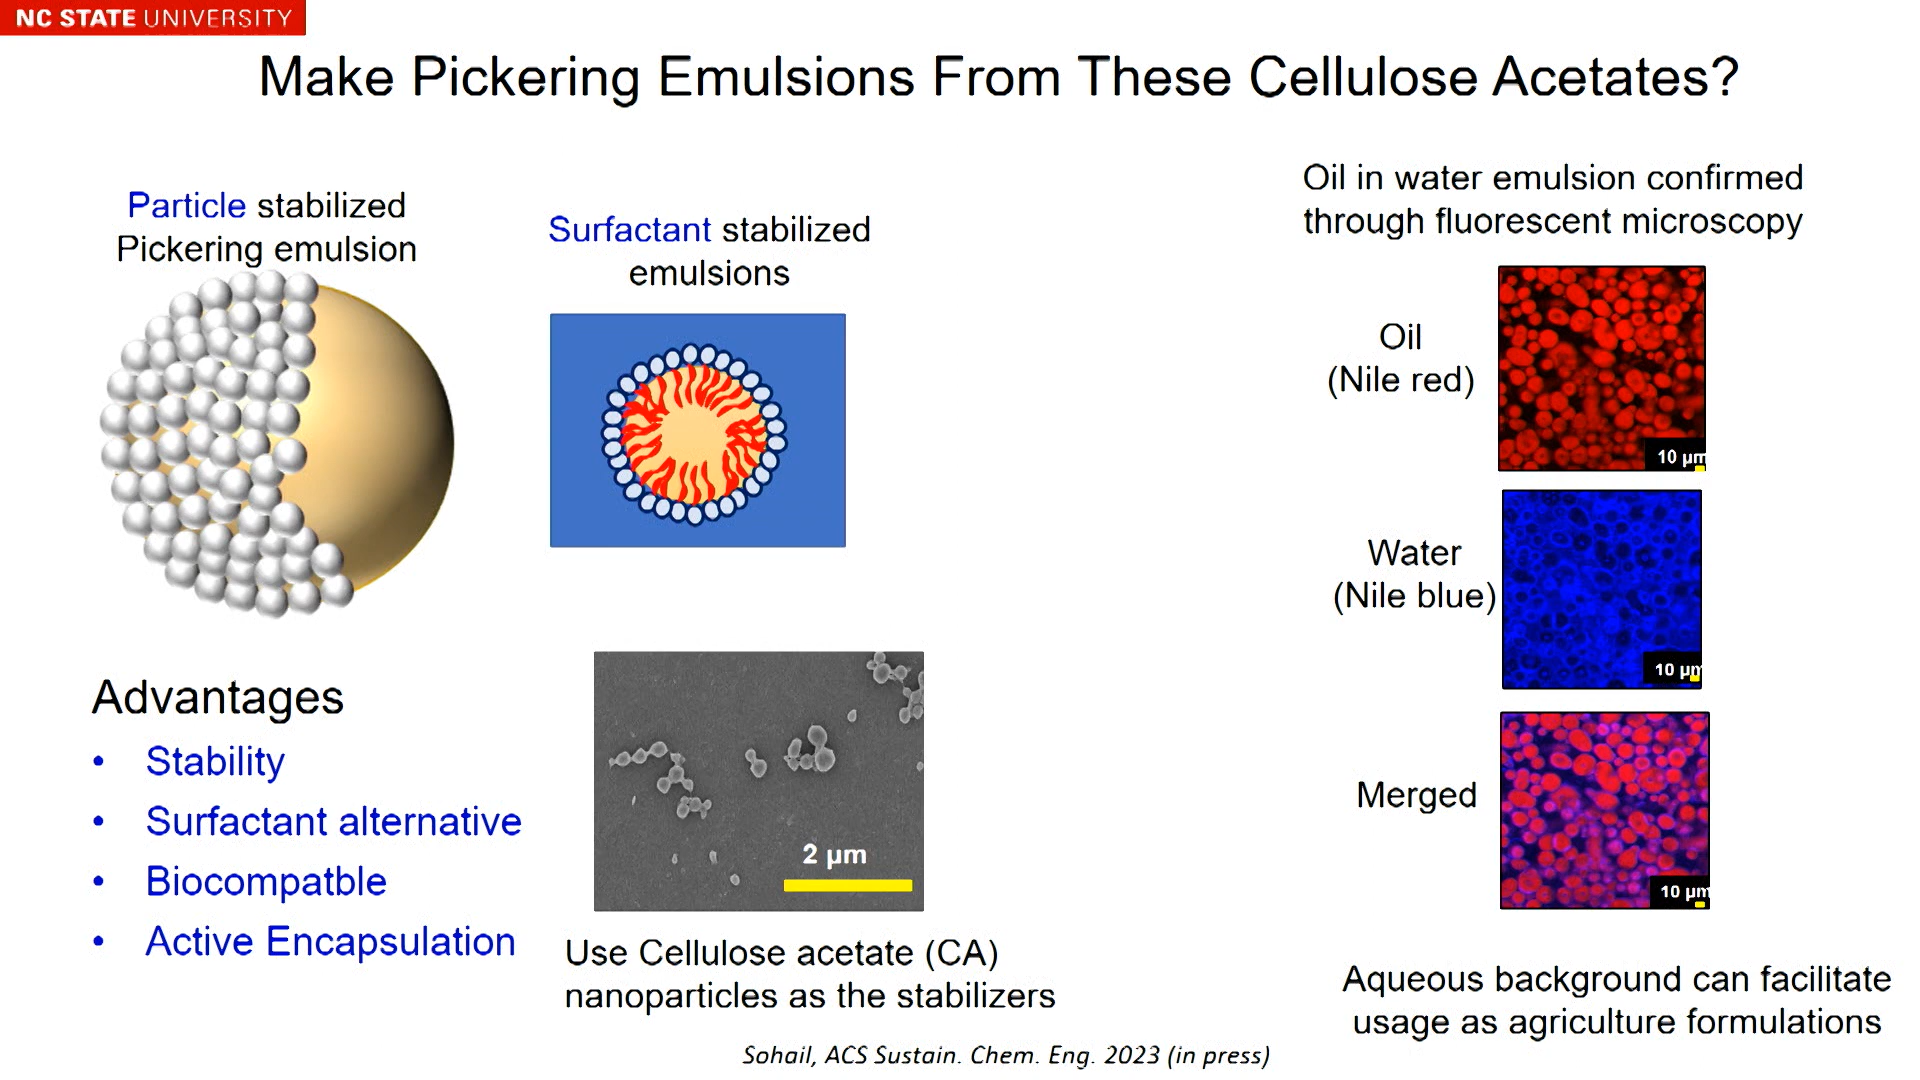 NC STATE UNIVERSITY
Make Pickering Emulsions From These Cellulose Acetates?
Particle stabilized
Pickering emulsion
Surfactant stabilized
emulsions
Advantages
• Stability
• Surfactant alternative
• Biocompatble
• Active Encapsulation
2 µm
Use Cellulose acetate (CA)
nanoparticles as the stabilizers
Oil in water emulsion confirmed
through fluorescent microscopy
Oil
(Nile red)
10 µm
Water
(Nile blue)
10 µm
Merged
10 µm
Aqueous background can facilitate
usage as agriculture formulations
Sohail, ACS Sustain. Chem. Eng. 2023 (in press)